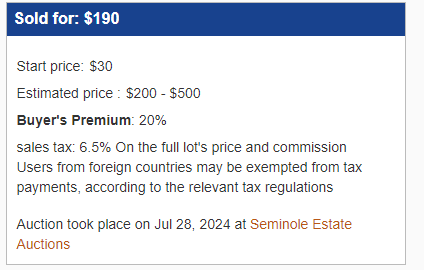 Sold for: $190
Start price: $30
Estimated price : $200 - $500
Buyer's Premium: 20%
sales tax: 6.5% On the full lot's price and commission
Users from foreign countries may be exempted from tax
payments, according to the relevant tax regulations
Auction took place on Jul 28, 2024 at Seminole Estate
Auctions